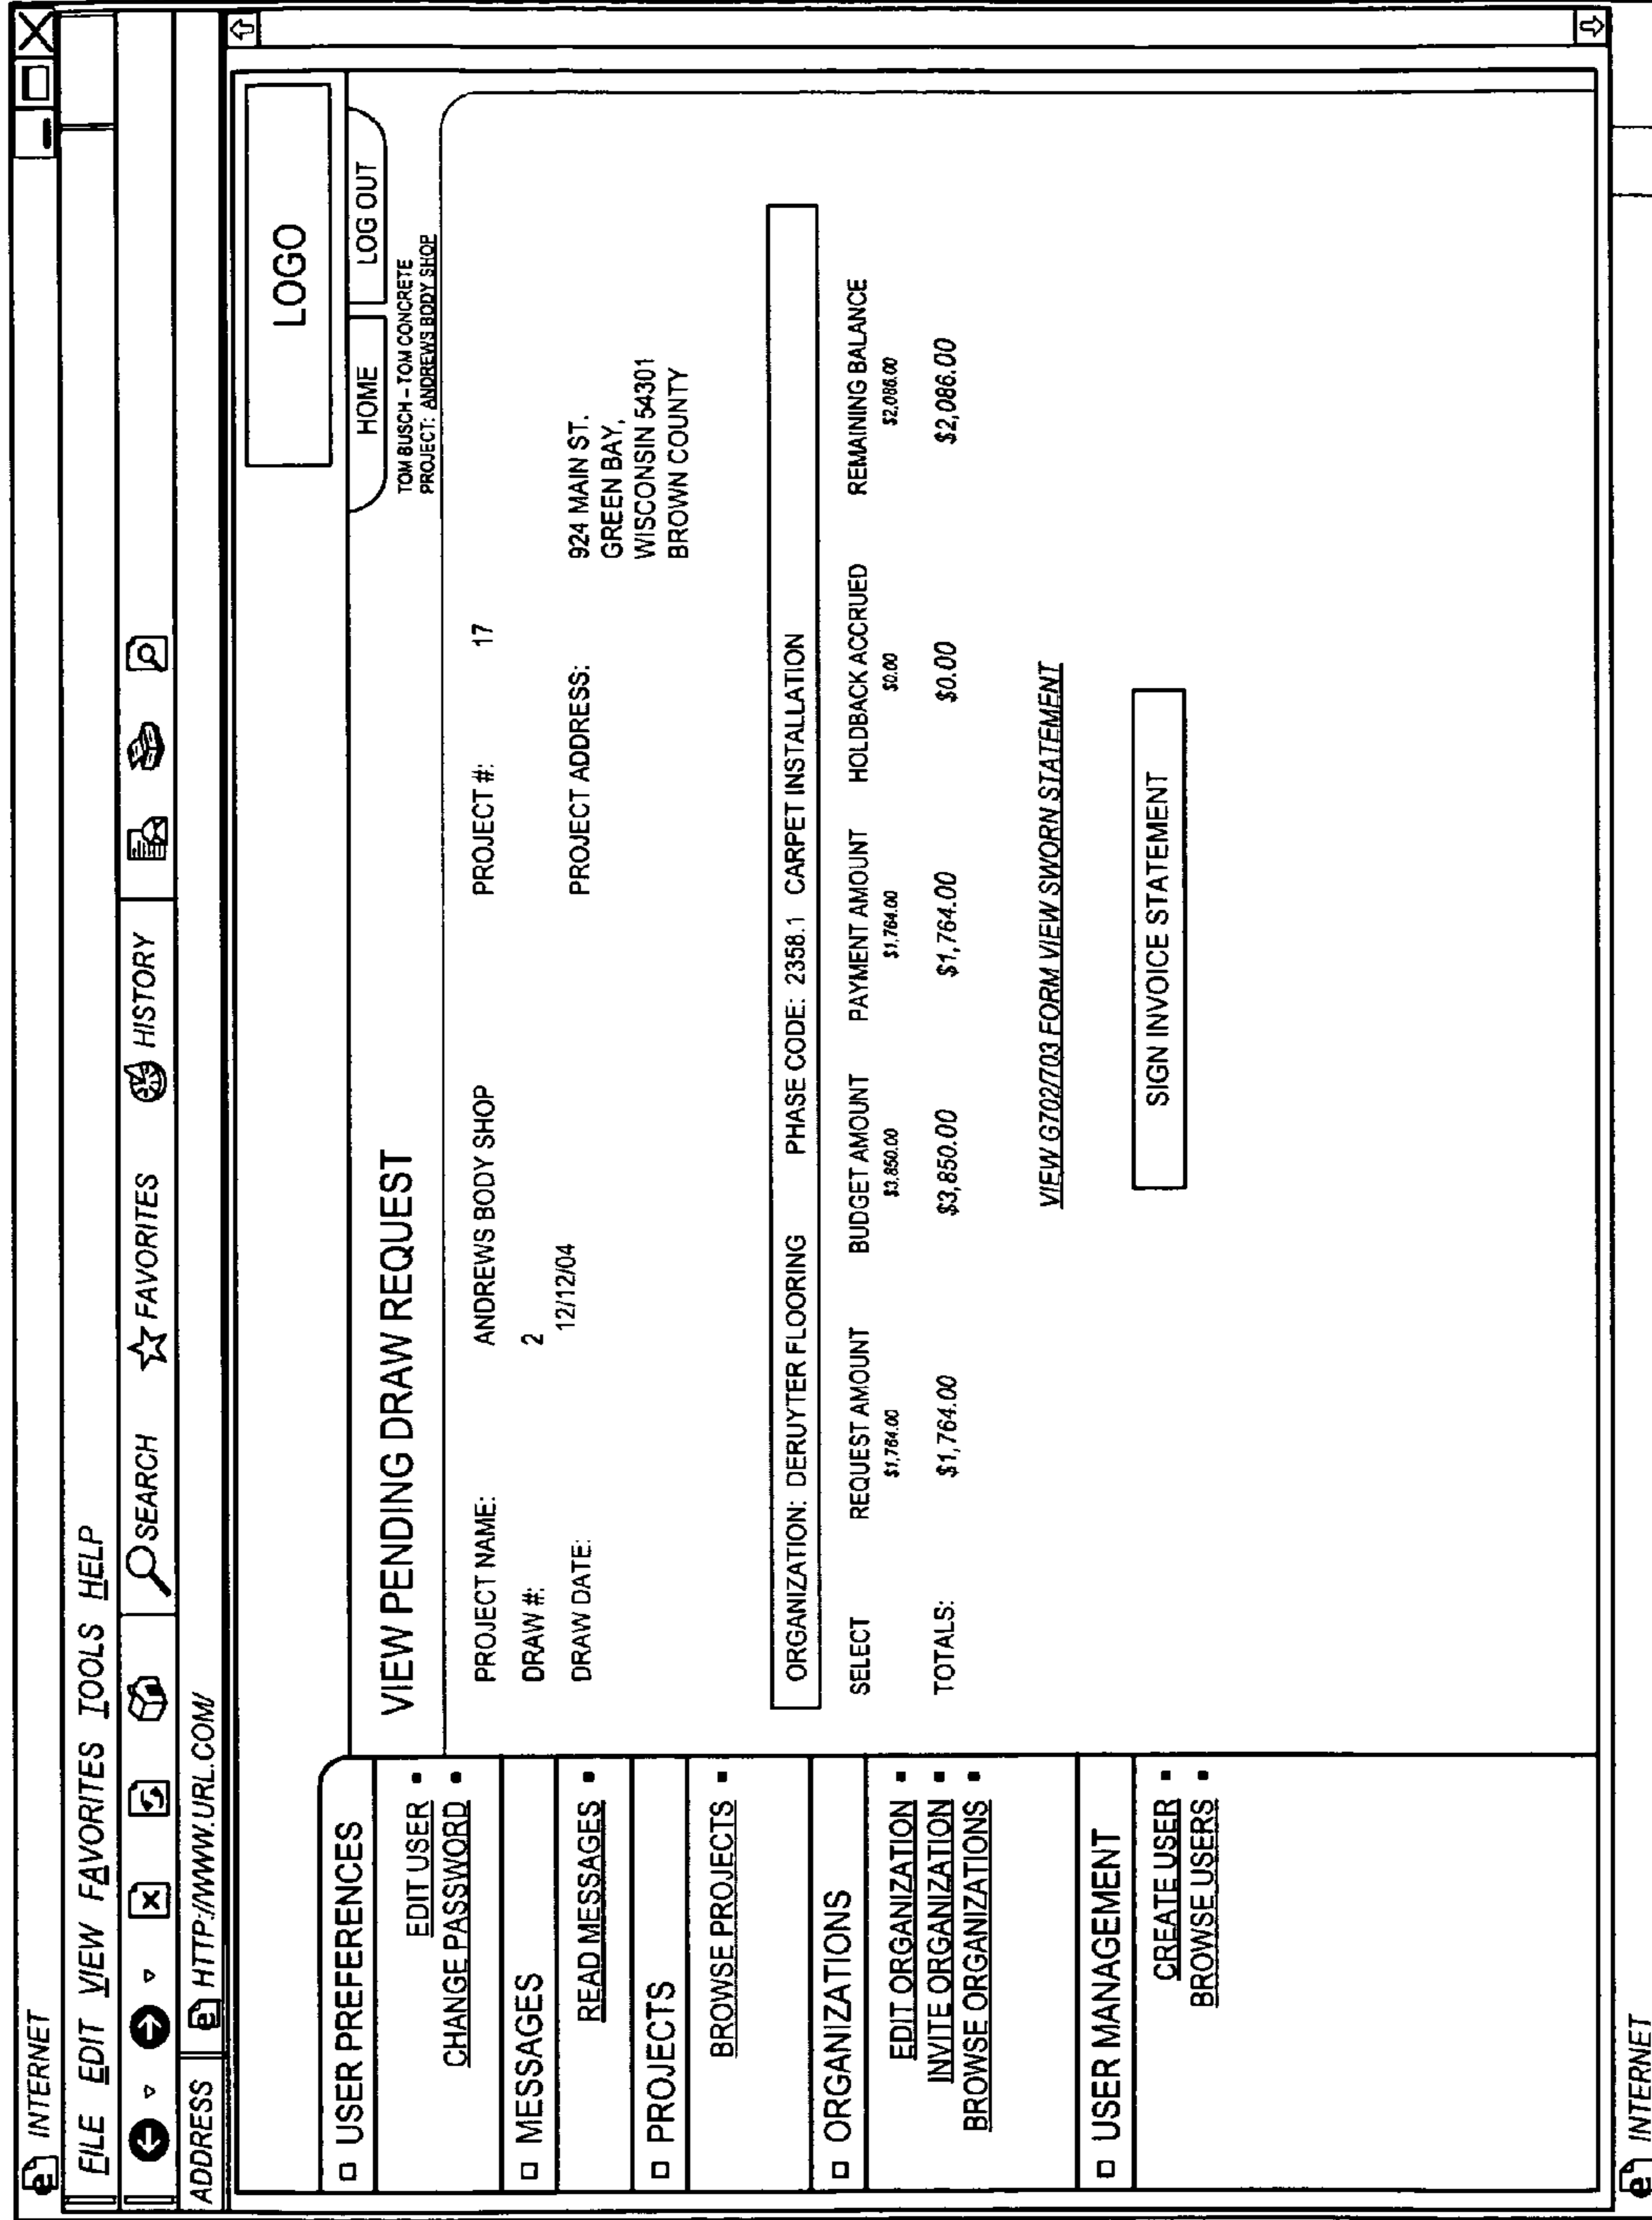 INTERNET
FILE EDIT VIEW FAVORITES TOOLS HELP
SEARCH FAVORITES HISTORY
ADDRESS HTTP://WWW.URL.COM/
LOGO
HOME LOG OUT
TOM BUSCH – TOM CONCRETE
PROJECT: ANDREWS BODY SHOP
USER PREFERENCES
EDIT USER
CHANGE PASSWORD
MESSAGES
READ MESSAGES
PROJECTS
BROWSE PROJECTS
ORGANIZATIONS
EDIT ORGANIZATION
INVITE ORGANIZATION
BROWSE ORGANIZATIONS
USER MANAGEMENT
CREATE USER
BROWSE USERS
VIEW PENDING DRAW REQUEST
PROJECT NAME: ANDREWS BODY SHOP PROJECT #: 17
DRAW #: 2
DRAW DATE: 12/12/04 PROJECT ADDRESS: 924 MAIN ST.
GREEN BAY,
WISCONSIN 54301
BROWN COUNTY
ORGANIZATION: DERUYTER FLOORING PHASE CODE: 2358.1 CARPET INSTALLATION
SELECT REQUEST AMOUNT BUDGET AMOUNT PAYMENT AMOUNT HOLDBACK ACCRUED REMAINING BALANCE
$1,764.00 $3,850.00 $1,764.00 $0.00 $2,086.00
TOTALS: $1,764.00 $3,850.00 $1,764.00 $0.00 $2,086.00
VIEW G702/703 FORM VIEW SWORN STATEMENT
SIGN INVOICE STATEMENT
INTERNET